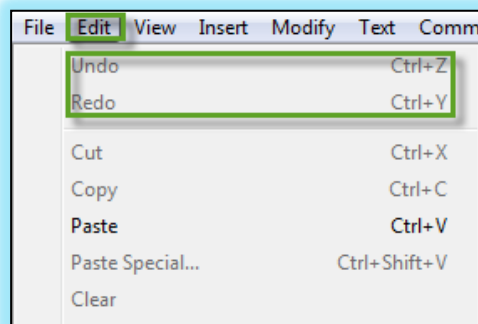 File Edit View Insert Modify Text Comm
Undo Ctrl+Z
Redo Ctrl+Y
Cut Ctrl+X
Copy Ctrl+C
Paste Ctrl+V
Paste Special... Ctrl+Shift+V
Clear